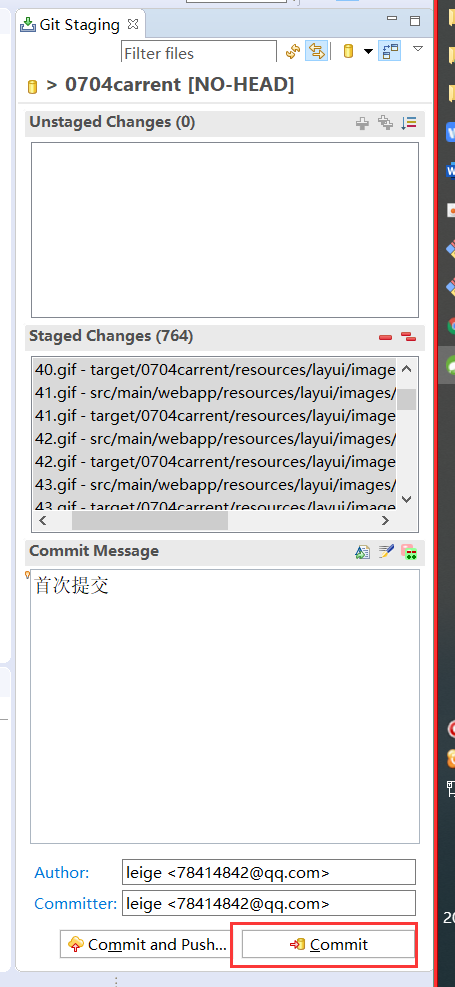 Git Staging
Filter files
> 0704carrent [NO-HEAD]
Unstaged Changes (0)
Staged Changes (764)
40.gif - target/0704carrent/resources/layui/image
41.gif - src/main/webapp/resources/layui/images/
41.gif - target/0704carrent/resources/layui/image
42.gif - src/main/webapp/resources/layui/images/
42.gif - target/0704carrent/resources/layui/image
43.gif - src/main/webapp/resources/layui/images/
43.gif - target/0704carrent/resources/layui/image
Commit Message
首次提交
Author: leige <78414842@qq.com>
Committer: leige <78414842@qq.com>
Commit and Push... Commit